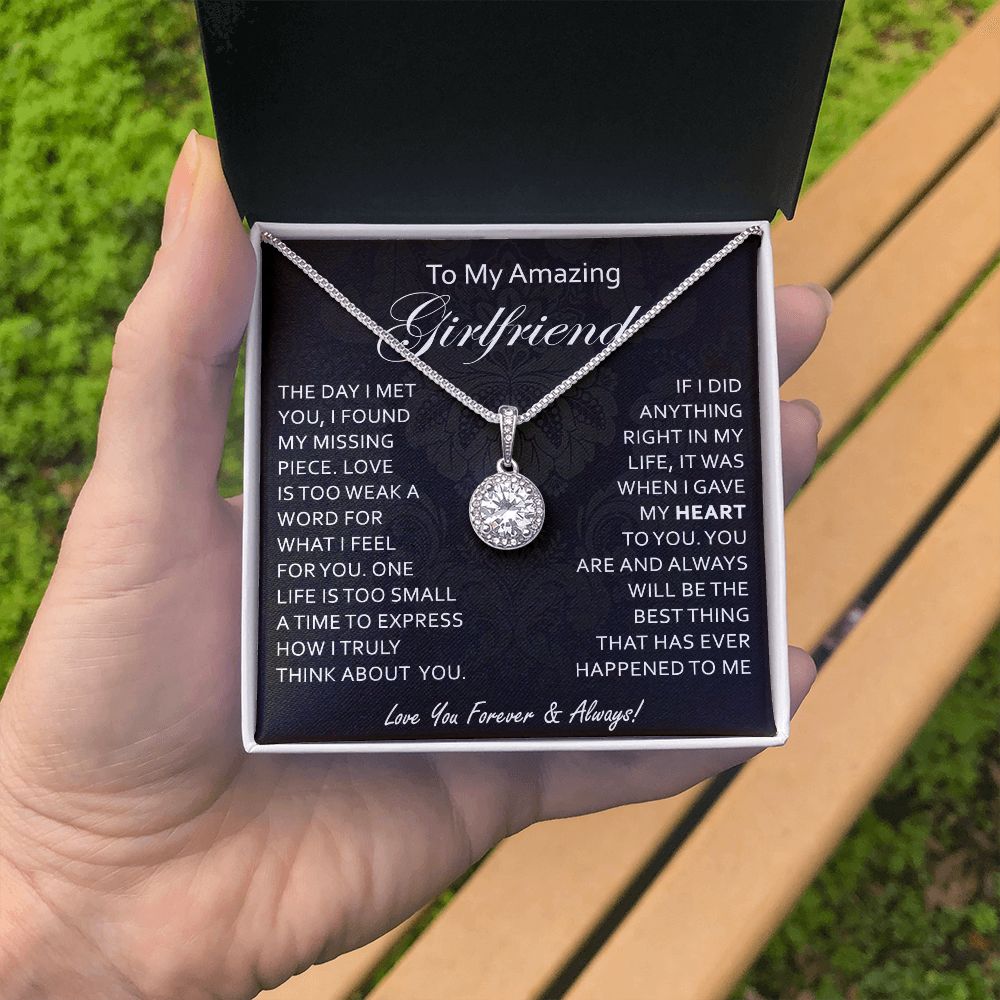 To My Amazing
Girlfriend
THE DAY I MET
YOU, I FOUND
MY MISSING
PIECE. LOVE
IS TOO WEAK A
WORD FOR
WHAT I FEEL
FOR YOU. ONE
LIFE IS TOO SMALL
A TIME TO EXPRESS
HOW I TRULY
THINK ABOUT YOU.
IF I DID
ANYTHING
RIGHT IN MY
LIFE, IT WAS
WHEN I GAVE
MY HEART
TO YOU. YOU
ARE AND ALWAYS
WILL BE THE
BEST THING
THAT HAS EVER
HAPPENED TO ME
Love You Forever & Always!